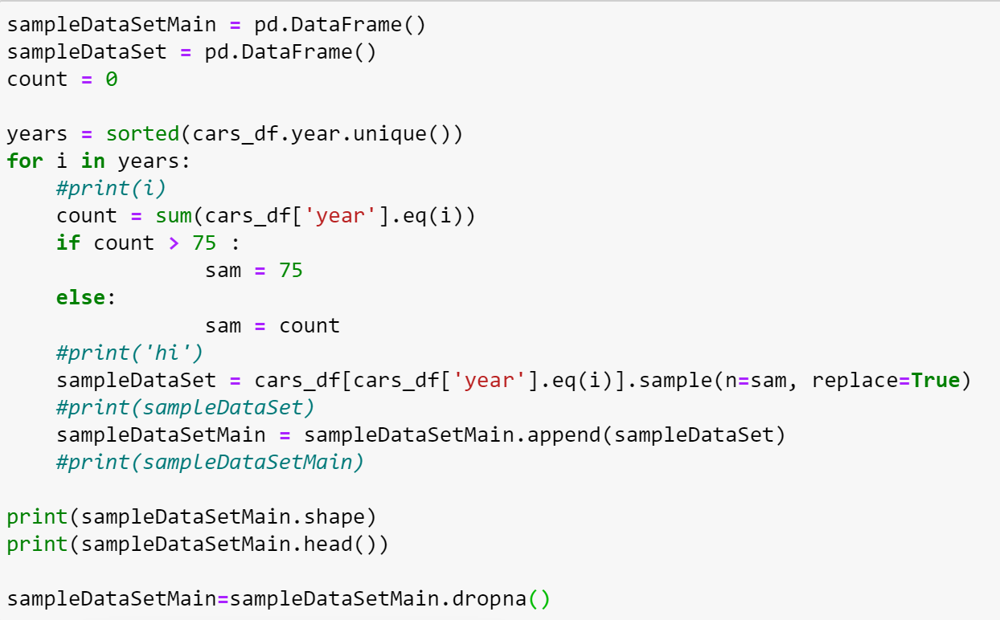 sampleDataSetMain = pd.DataFrame()
sampleDataSet = pd.DataFrame()
count = 0

years = sorted(cars_df.year.unique())
for i in years:
    #print(i)
    count = sum(cars_df['year'].eq(i))
    if count > 75 :
                sam = 75
    else:
                sam = count
    #print('hi')
    sampleDataSet = cars_df[cars_df['year'].eq(i)].sample(n=sam, replace=True)
    #print(sampleDataSet)
    sampleDataSetMain = sampleDataSetMain.append(sampleDataSet)
    #print(sampleDataSetMain)

print(sampleDataSetMain.shape)
print(sampleDataSetMain.head())

sampleDataSetMain=sampleDataSetMain.dropna()